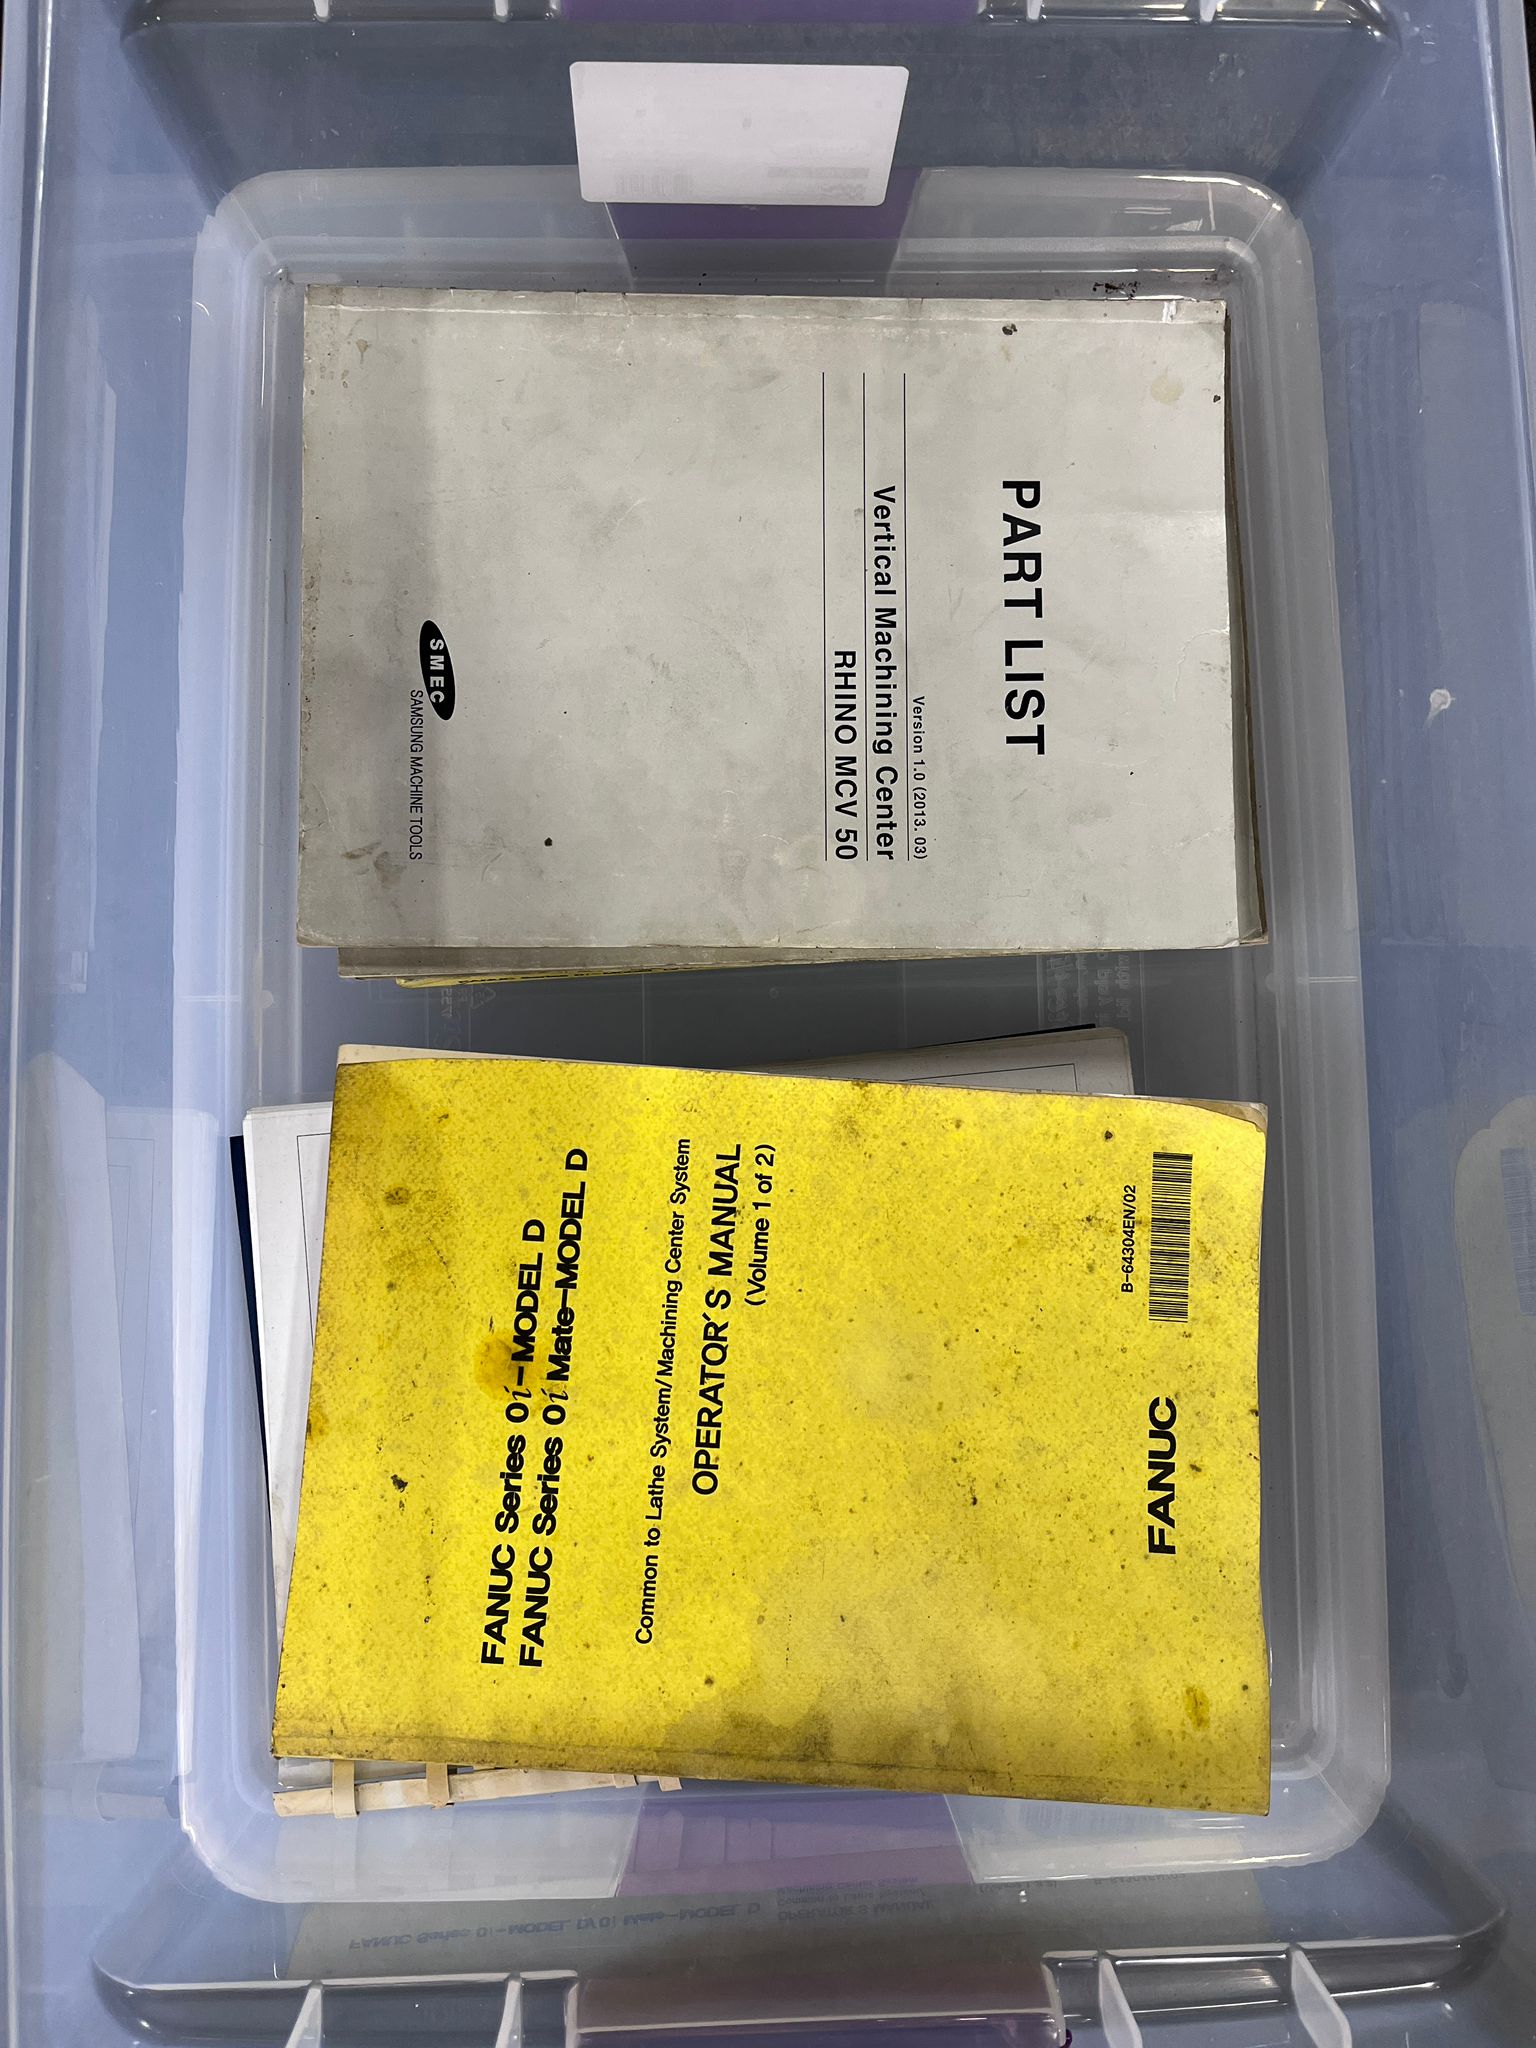 PART LIST
Version 1.0 (2013. 03)
Vertical Machining Center
RHINO MCV 50
SMEC
SAMSUNG MACHINE TOOLS
FANUC Series 0i-MODEL D
FANUC Series 0i Mate-MODEL D
Common to Lathe System/Machining Center System
OPERATOR'S MANUAL
(Volume 1 of 2)
B-64304EN/02
FANUC